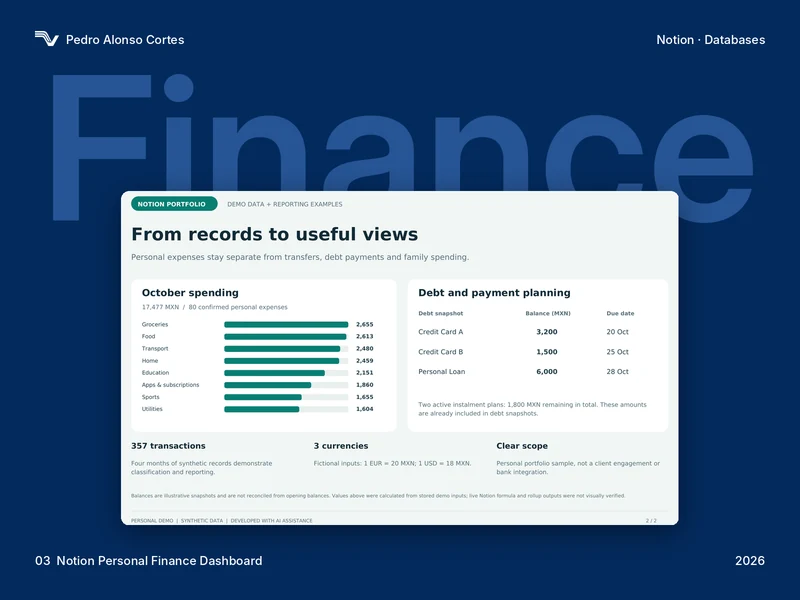 Pedro Alonso Cortes
Notion · Databases
Finance
NOTION PORTFOLIO
DEMO DATA + REPORTING EXAMPLES
From records to useful views
Personal expenses stay separate from transfers, debt payments and family spending.
October spending
17,477 MXN / 80 confirmed personal expenses
Groceries 2,655
Food 2,613
Transport 2,480
Home 2,459
Education 2,151
Apps & subscriptions 1,860
Sports 1,655
Utilities 1,604
Debt and payment planning
Debt snapshot Balance (MXN) Due date
Credit Card A 3,200 20 Oct
Credit Card B 1,500 25 Oct
Personal Loan 6,000 28 Oct
Two active instalment plans: 1,800 MXN remaining in total. These amounts
are already included in debt snapshots.
357 transactions
Four months of synthetic records demonstrate
classification and reporting.
3 currencies
Fictional inputs: 1 EUR = 20 MXN; 1 USD = 18 MXN.
Clear scope
Personal portfolio sample, not a client engagement or
bank integration.
Balances are illustrative snapshots and are not reconciled from opening balances. Values above were calculated from stored demo inputs; live Notion formula and rollup outputs were not visually verified.
PERSONAL DEMO | SYNTHETIC DATA | DEVELOPED WITH AI ASSISTANCE
2 / 2
03 Notion Personal Finance Dashboard
2026